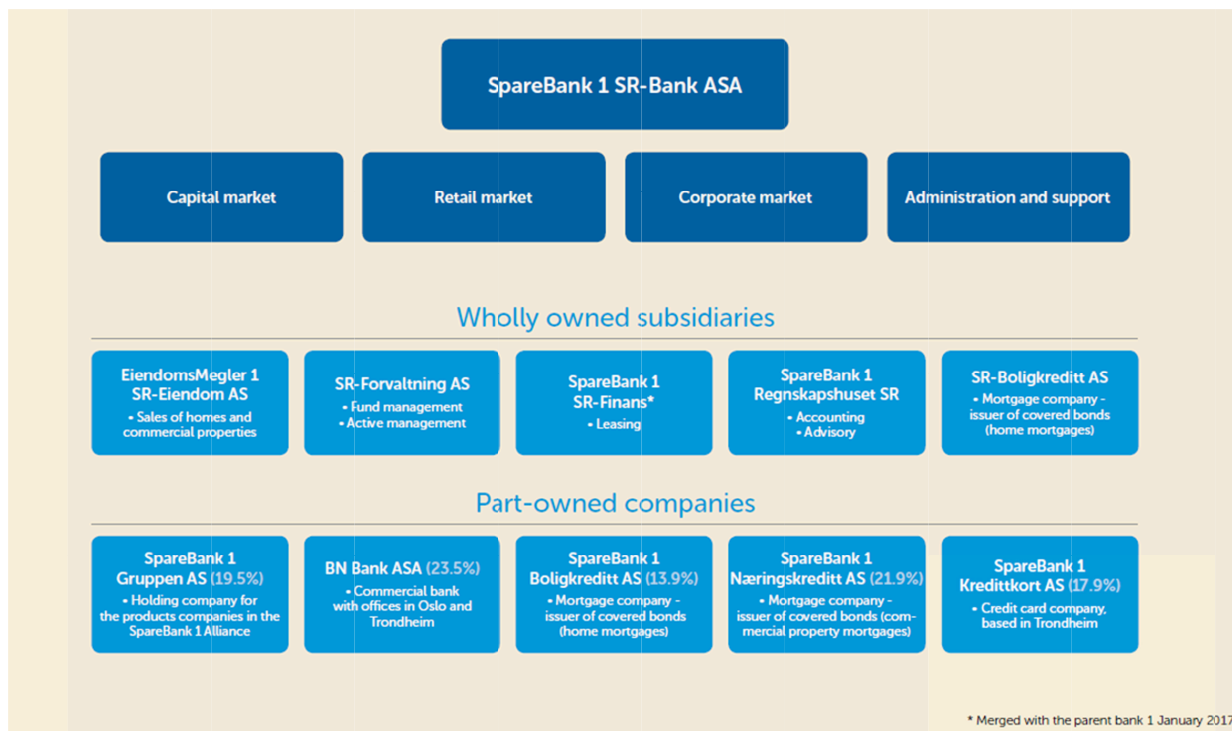 SpareBank 1 SR-Bank ASA
Capital market
Retail market
Corporate market
Administration and support
Wholly owned subsidiaries
EiendomsMegler 1
SR-Eiendom AS
• Sales of homes and
commercial properties
SR-Forvaltning AS
• Fund management
• Active management
SpareBank 1
SR-Finans*
• Leasing
SpareBank 1
Regnskapshuset SR
• Accounting
• Advisory
SR-Boligkreditt AS
• Mortgage company -
issuer of covered bonds
(home mortgages)
Part-owned companies
SpareBank 1
Gruppen AS (19.5%)
• Holding company for
the products companies in the
SpareBank 1 Alliance
BN Bank ASA (23.5%)
• Commercial bank
with offices in Oslo and
Trondheim
SpareBank 1
Boligkreditt AS (13.9%)
• Mortgage company -
issuer of covered bonds
(home mortgages)
SpareBank 1
Næringskreditt AS (21.9%)
• Mortgage company -
issuer of covered bonds (com-
mercial property mortgages)
SpareBank 1
Kredittkort AS (17.9%)
• Credit card company,
based in Trondheim
* Merged with the parent bank 1 January 2017